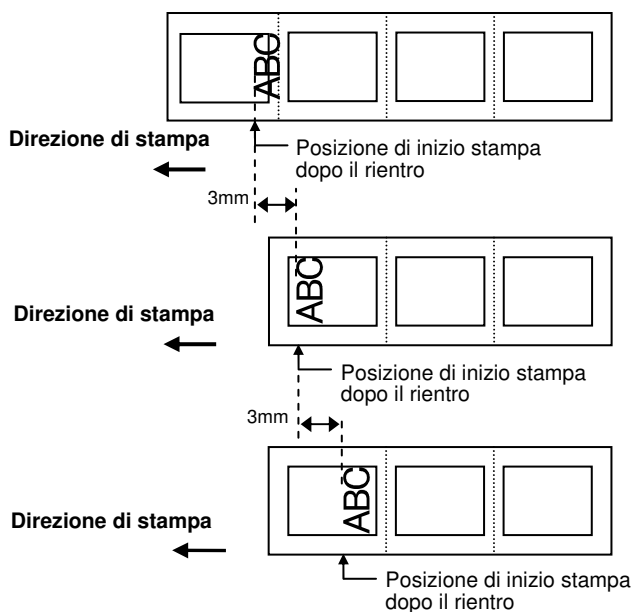 ABC
Direzione di stampa
Posizione di inizio stampa
dopo il rientro
3mm
ABC
Direzione di stampa
Posizione di inizio stampa
dopo il rientro
3mm
ABC
Direzione di stampa
Posizione di inizio stampa
dopo il rientro